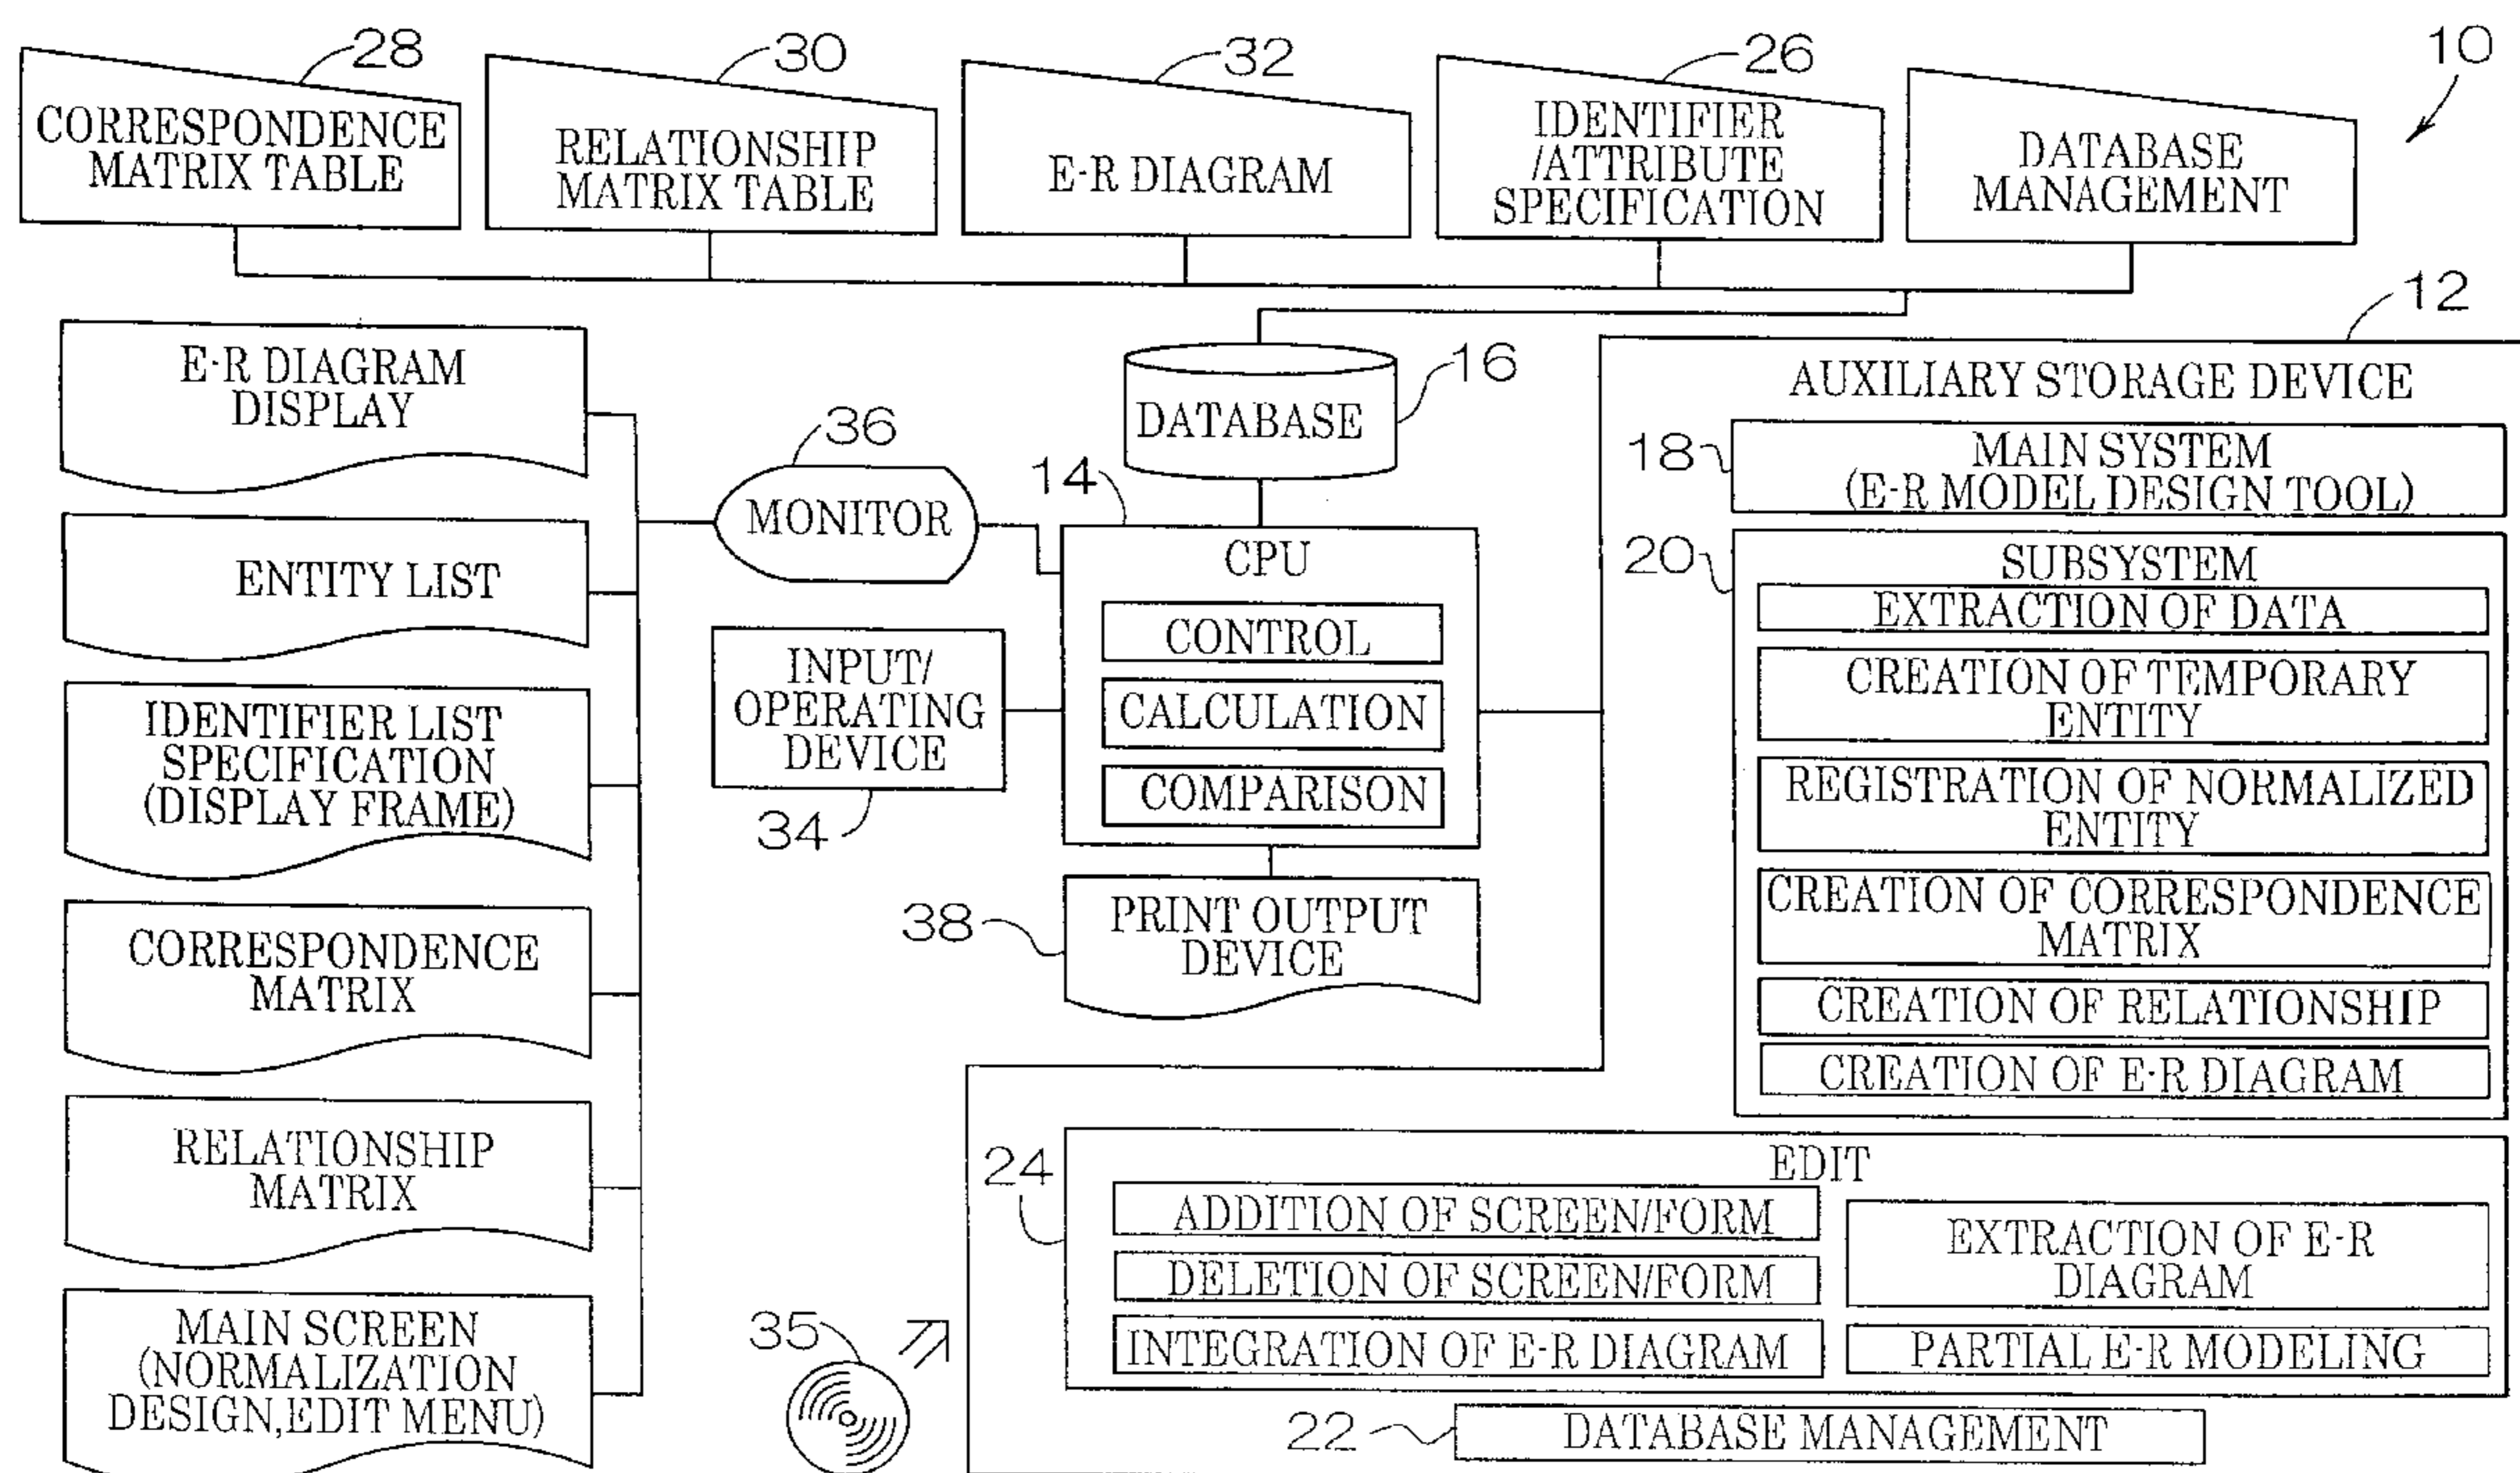 28
30
32
26
10
CORRESPONDENCE
MATRIX TABLE
RELATIONSHIP
MATRIX TABLE
E-R DIAGRAM
IDENTIFIER
/ATTRIBUTE
SPECIFICATION
DATABASE
MANAGEMENT
12
E-R DIAGRAM
DISPLAY
ENTITY LIST
IDENTIFIER LIST
SPECIFICATION
(DISPLAY FRAME)
CORRESPONDENCE
MATRIX
RELATIONSHIP
MATRIX
MAIN SCREEN
(NORMALIZATION
DESIGN,EDIT MENU)
36
MONITOR
INPUT/
OPERATING
DEVICE
34
DATABASE
16
14
CPU
CONTROL
CALCULATION
COMPARISON
38
PRINT OUTPUT
DEVICE
AUXILIARY STORAGE DEVICE
18
MAIN SYSTEM
(E-R MODEL DESIGN TOOL)
20
SUBSYSTEM
EXTRACTION OF DATA
CREATION OF TEMPORARY
ENTITY
REGISTRATION OF NORMALIZED
ENTITY
CREATION OF CORRESPONDENCE
MATRIX
CREATION OF RELATIONSHIP
CREATION OF E-R DIAGRAM
24
EDIT
ADDITION OF SCREEN/FORM
DELETION OF SCREEN/FORM
INTEGRATION OF E-R DIAGRAM
EXTRACTION OF E-R
DIAGRAM
PARTIAL E-R MODELING
35
22
DATABASE MANAGEMENT